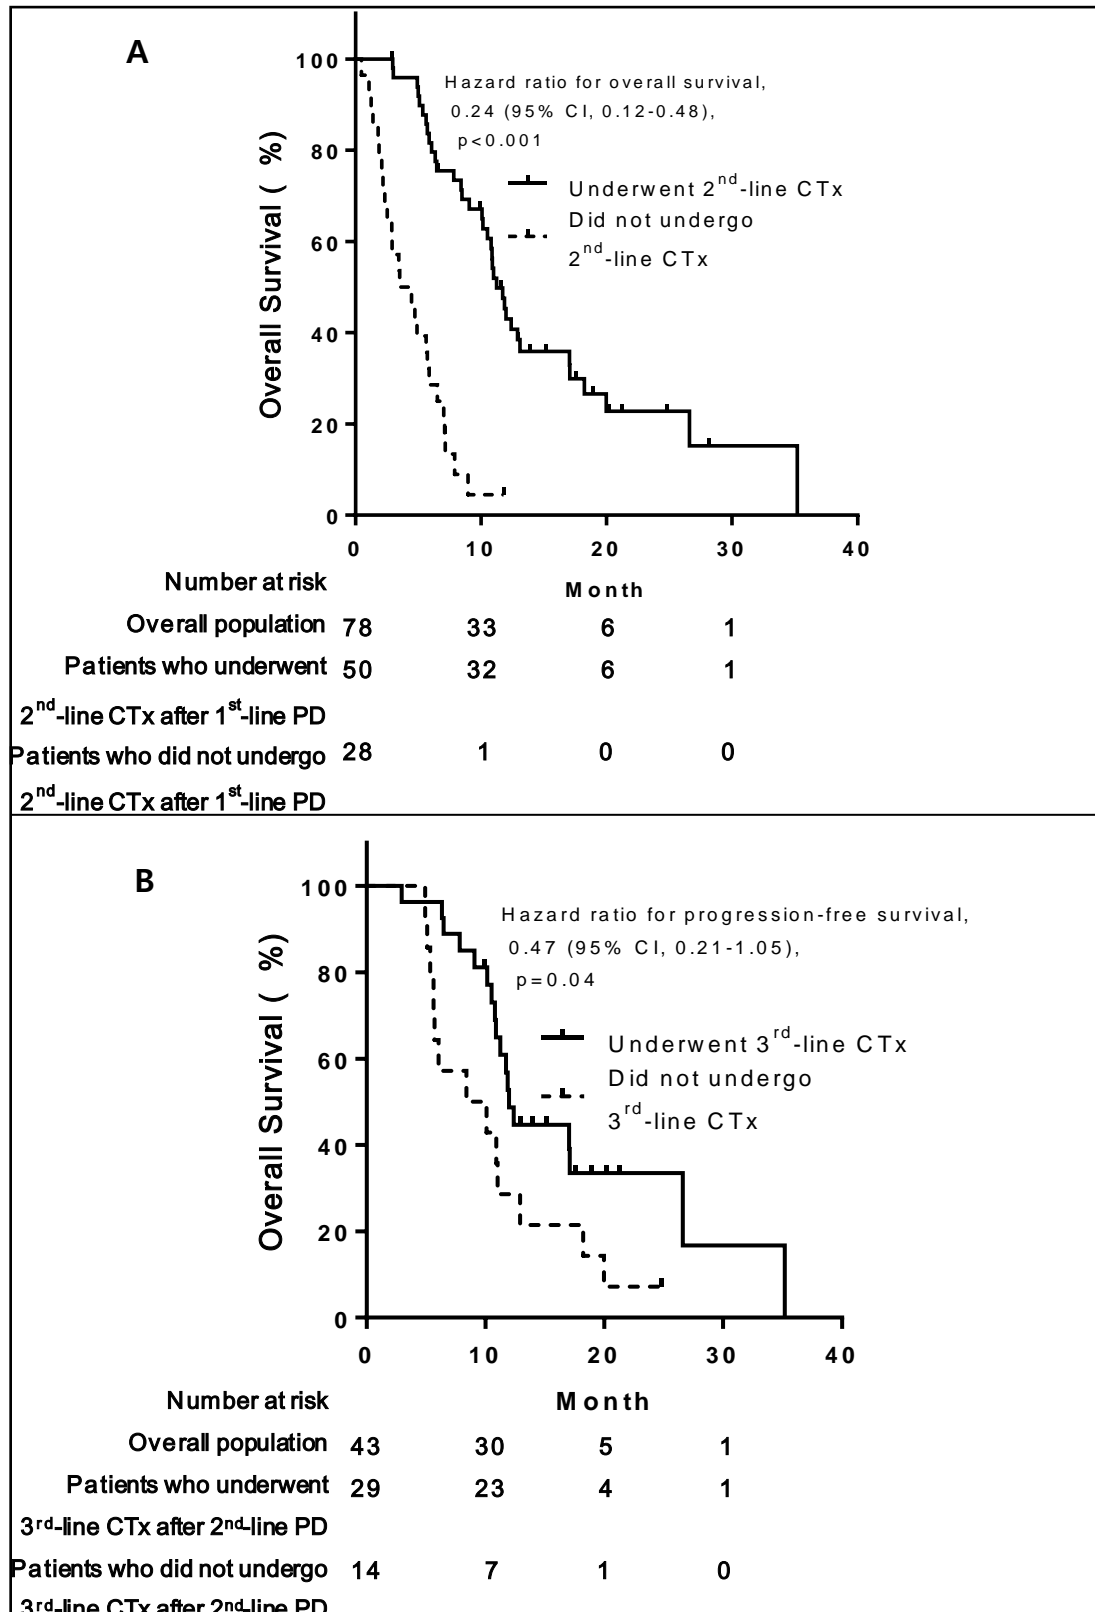 A
100
80
60
40
20
0
Overall Survival ( %)
Hazard ratio for overall survival,
0.24 (95% CI, 0.12-0.48),
p<0.001
Underwent 2nd-line CTx
Did not undergo
2nd-line CTx
0 10 20 30 40
Month
Number at risk
Overall population 78 33 6 1
Patients who underwent 50 32 6 1
2nd-line CTx after 1st-line PD
Patients who did not undergo 28 1 0 0
2nd-line CTx after 1st-line PD
B
100
80
60
40
20
0
Overall Survival ( %)
Hazard ratio for progression-free survival,
0.47 (95% CI, 0.21-1.05),
p=0.04
Underwent 3rd-line CTx
Did not undergo
3rd-line CTx
0 10 20 30 40
Month
Number at risk
Overall population 43 30 5 1
Patients who underwent 29 23 4 1
3rd-line CTx after 2nd-line PD
Patients who did not undergo 14 7 1 0
3rd-line CTx after 2nd-line PD